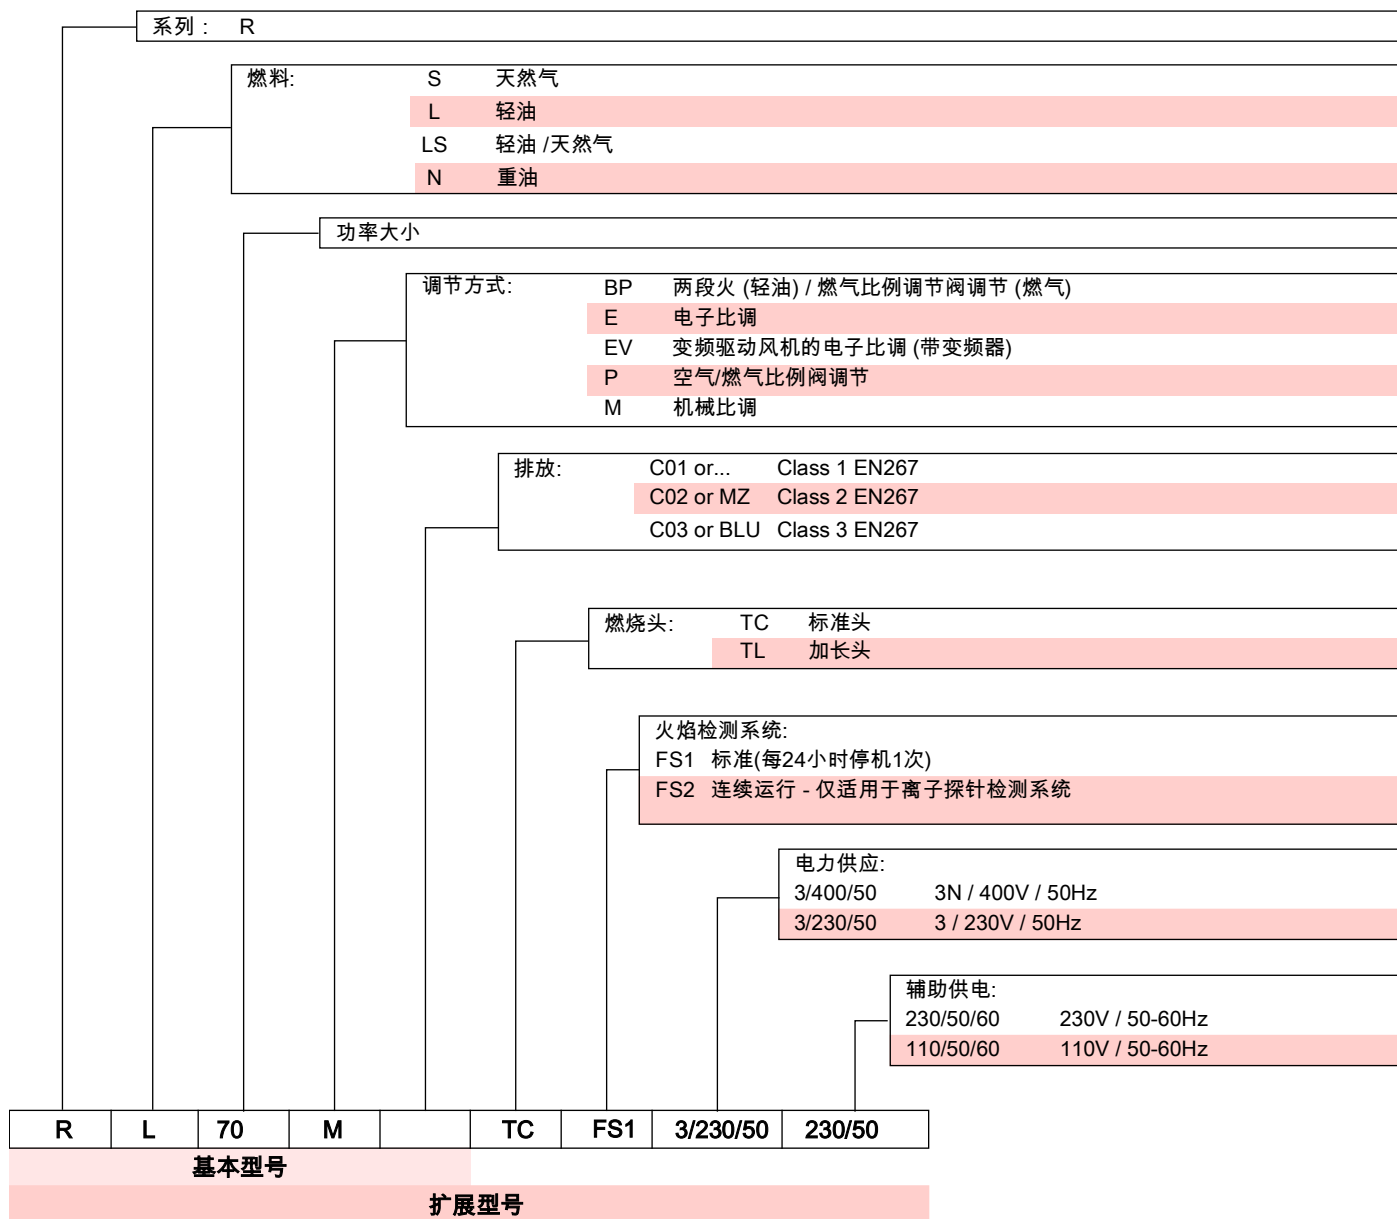 系列： R
燃料: S 天然气
L 轻油
LS 轻油 /天然气
N 重油
功率大小
调节方式: BP 两段火 (轻油) / 燃气比例调节阀调节 (燃气)
E 电子比调
EV 变频驱动风机的电子比调 (带变频器)
P 空气/燃气比例阀调节
M 机械比调
排放: C01 or... Class 1 EN267
C02 or MZ Class 2 EN267
C03 or BLU Class 3 EN267
燃烧头: TC 标准头
TL 加长头
火焰检测系统:
FS1 标准(每24小时停机1次)
FS2 连续运行 - 仅适用于离子探针检测系统
电力供应:
3/400/50 3N / 400V / 50Hz
3/230/50 3 / 230V / 50Hz
辅助供电:
230/50/60 230V / 50-60Hz
110/50/60 110V / 50-60Hz
R L 70 M TC FS1 3/230/50 230/50
基本型号
扩展型号